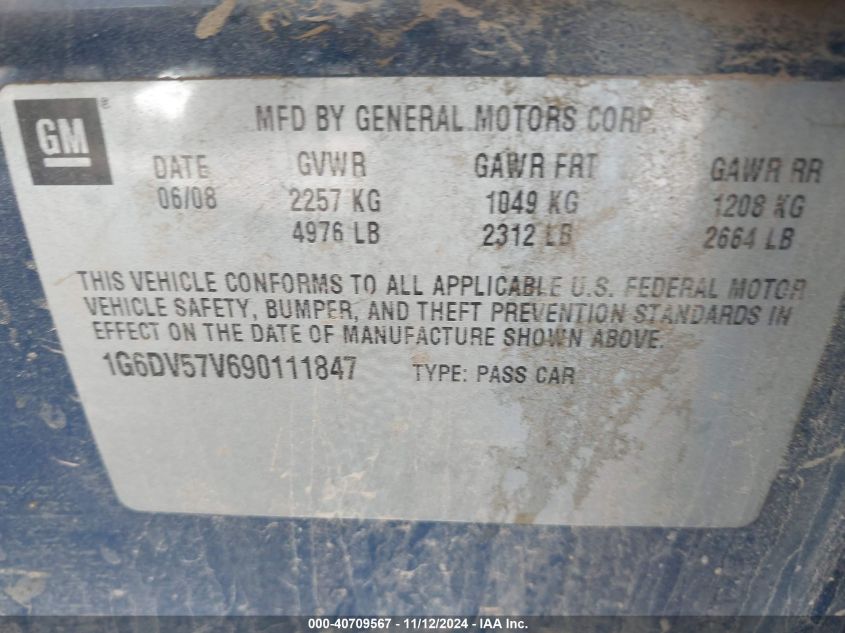 GM®
MFD BY GENERAL MOTORS CORP
DATE GVWR GAWR FRT GAWR RR
06/08 2257 KG 1049 KG 1208 KG
4976 LB 2312 LB 2664 LB
THIS VEHICLE CONFORMS TO ALL APPLICABLE U.S. FEDERAL MOTOR
VEHICLE SAFETY, BUMPER, AND THEFT PREVENTION STANDARDS IN
EFFECT ON THE DATE OF MANUFACTURE SHOWN ABOVE.
1G6DV57V690111847 TYPE: PASS CAR
000-40709567 - 11/12/2024 - IAA Inc.